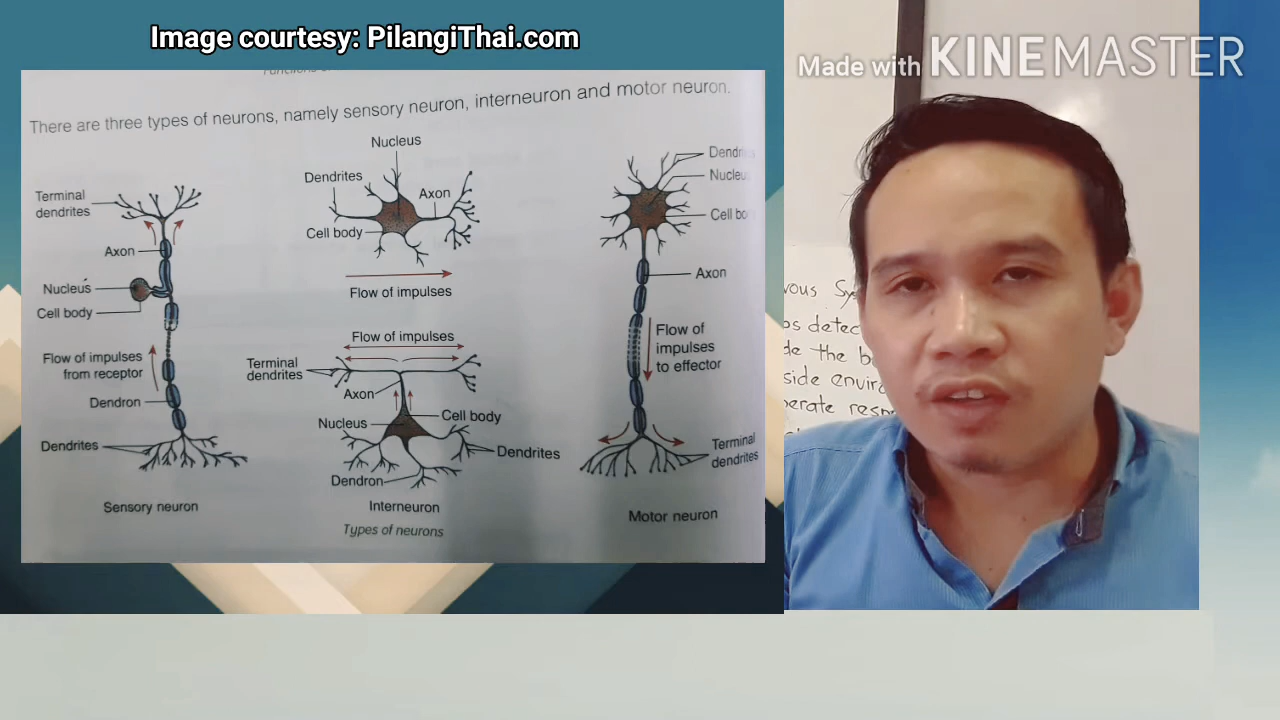 Image courtesy: PilangiThai.com
Made with KINEMASTER
There are three types of neurons, namely sensory neuron, interneuron and motor neuron.
Terminal
dendrites
Axon
Nucleus
Cell body
Flow of impulses
from receptor
Dendron
Dendrites
Sensory neuron
Nucleus
Dendrites
Axon
Cell body
Flow of impulses
Flow of impulses
Terminal
dendrites
Axon
Nucleus
Cell body
Dendrites
Dendron
Interneuron
Types of neurons
Axon
Flow of
impulses
to effector
Terminal
dendrites
Motor neuron
the